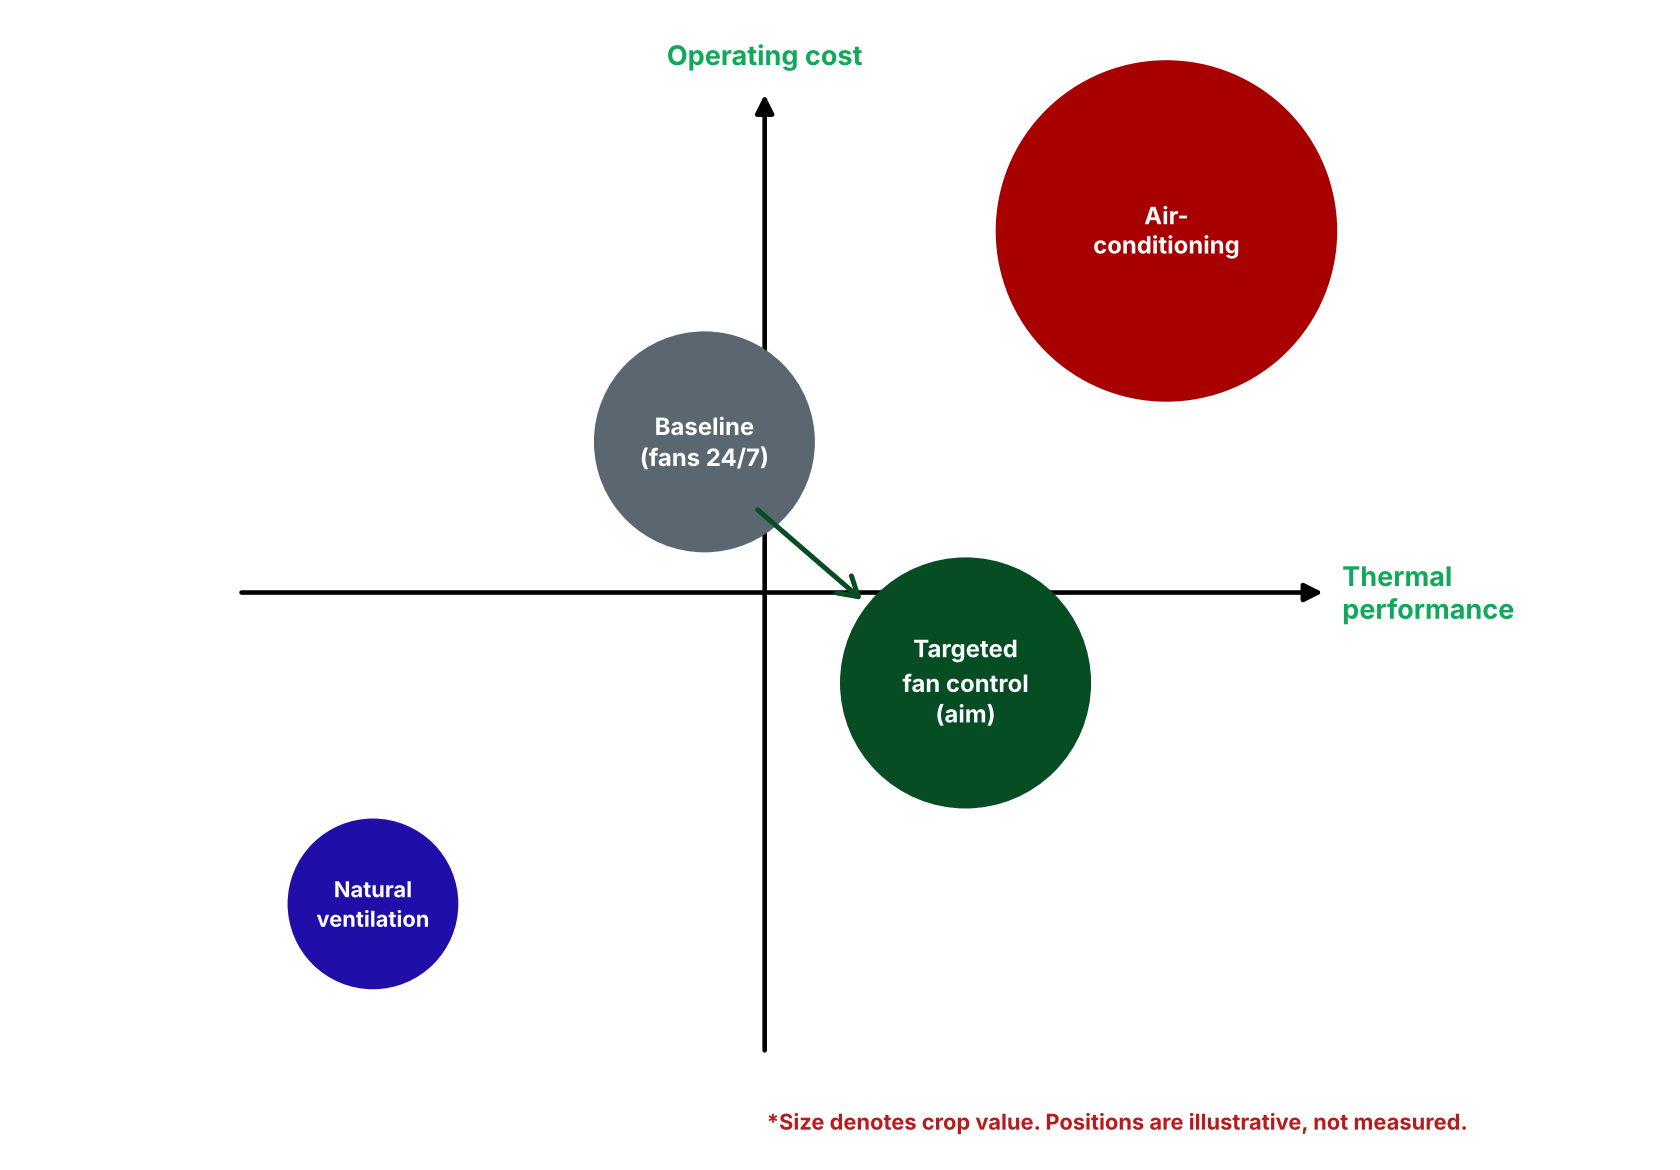 Operating cost
Air-
conditioning
Baseline
(fans 24/7)
Thermal
performance
Targeted
fan control
(aim)
Natural
ventilation
*Size denotes crop value. Positions are illustrative, not measured.